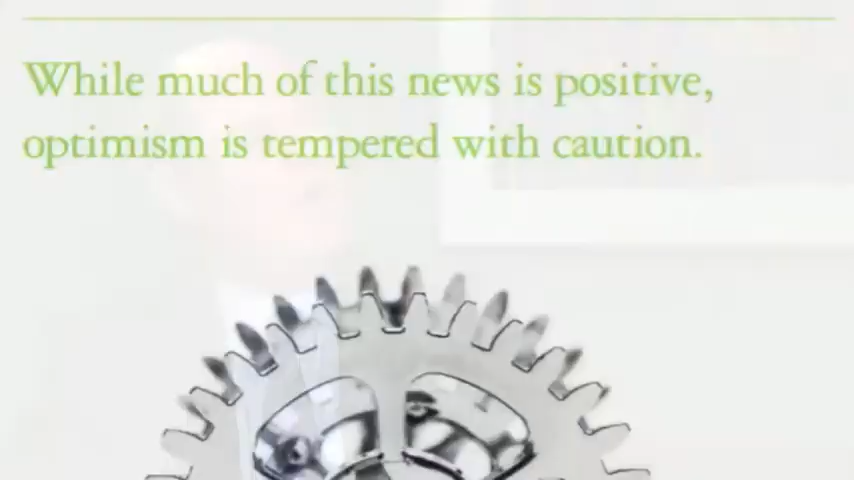 While much of this news is positive,
optimism is tempered with caution.